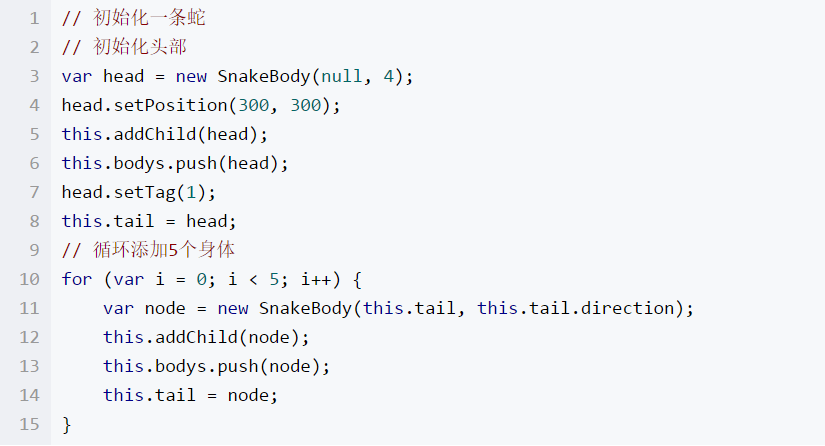 1 // 初始化一条蛇
2 // 初始化头部
3 var head = new SnakeBody(null, 4);
4 head.setPosition(300, 300);
5 this.addChild(head);
6 this.bodys.push(head);
7 head.setTag(1);
8 this.tail = head;
9 // 循环添加5个身体
10 for (var i = 0; i < 5; i++) {
11     var node = new SnakeBody(this.tail, this.tail.direction);
12     this.addChild(node);
13     this.bodys.push(node);
14     this.tail = node;
15 }